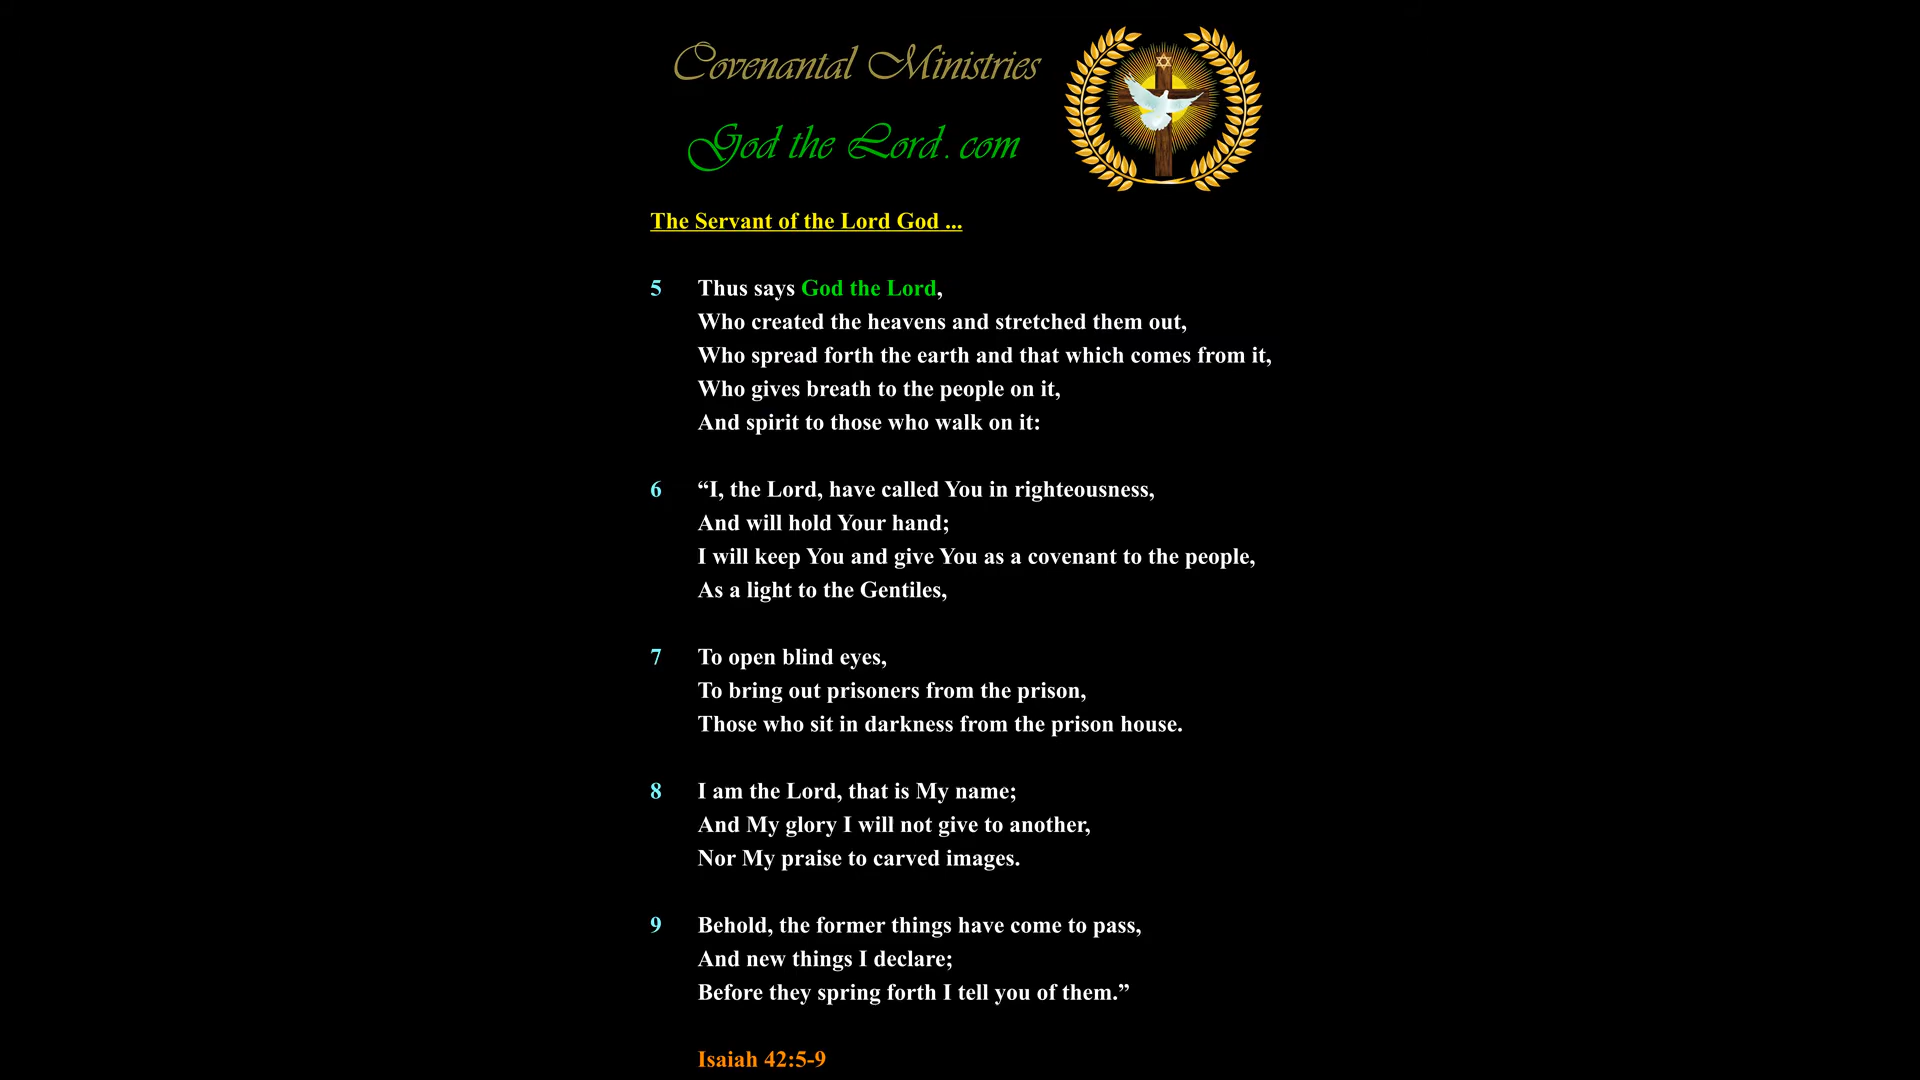 Covenantal Ministries
God the Lord . com
The Servant of the Lord God ...
5 Thus says God the Lord,
Who created the heavens and stretched them out,
Who spread forth the earth and that which comes from it,
Who gives breath to the people on it,
And spirit to those who walk on it:
6 “I, the Lord, have called You in righteousness,
And will hold Your hand;
I will keep You and give You as a covenant to the people,
As a light to the Gentiles,
7 To open blind eyes,
To bring out prisoners from the prison,
Those who sit in darkness from the prison house.
8 I am the Lord, that is My name;
And My glory I will not give to another,
Nor My praise to carved images.
9 Behold, the former things have come to pass,
And new things I declare;
Before they spring forth I tell you of them.”
Isaiah 42:5-9